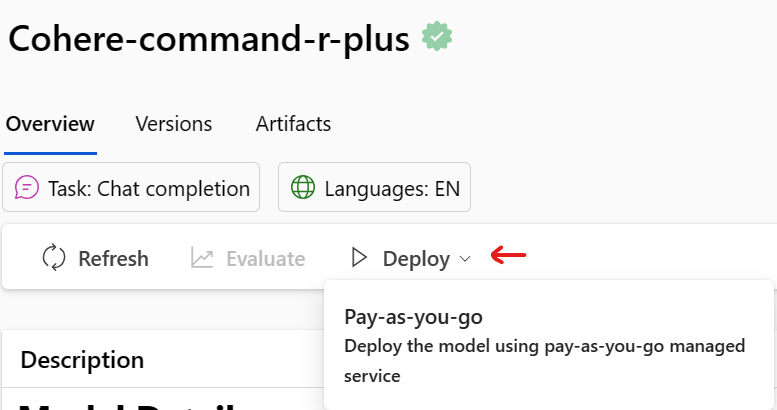 Cohere-command-r-plus
Overview Versions Artifacts
Task: Chat completion Languages: EN
Refresh Evaluate Deploy
Pay-as-you-go
Deploy the model using pay-as-you-go managed
service
Description